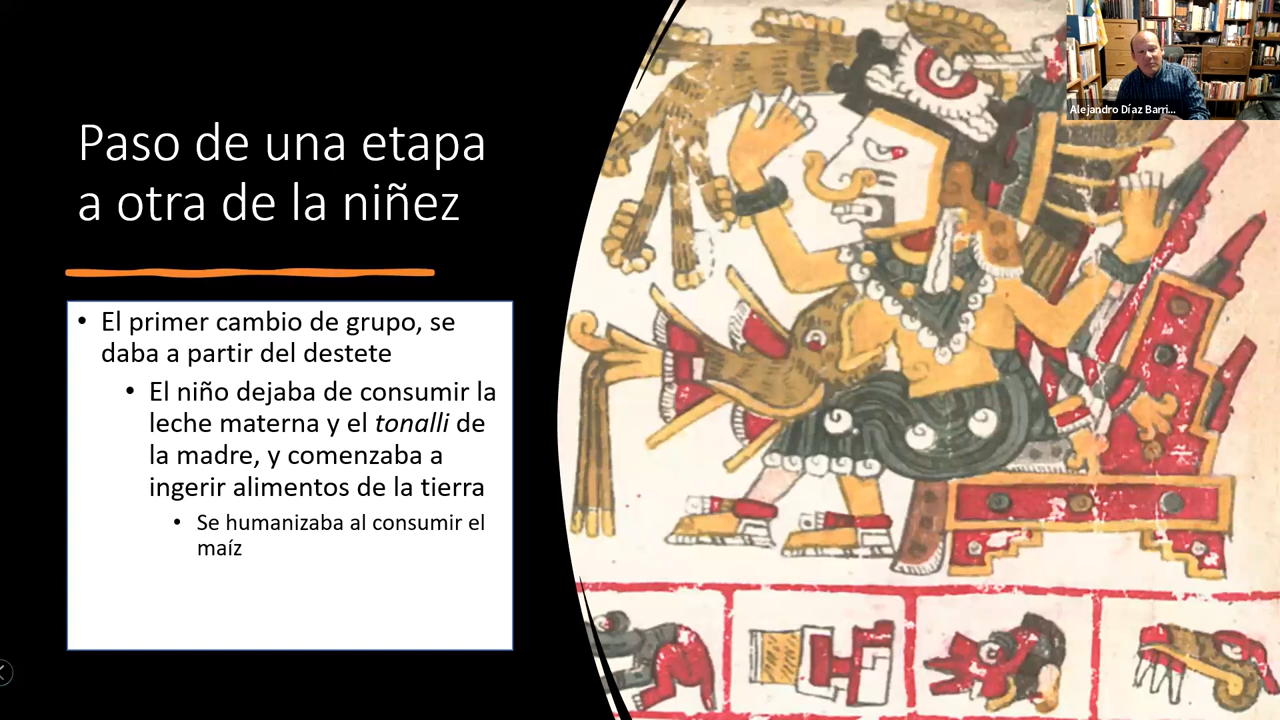 Paso de una etapa
a otra de la niñez
• El primer cambio de grupo, se
daba a partir del destete
• El niño dejaba de consumir la
leche materna y el tonalli de
la madre, y comenzaba a
ingerir alimentos de la tierra
• Se humanizaba al consumir el
maíz
Alejandro Díaz Barri...